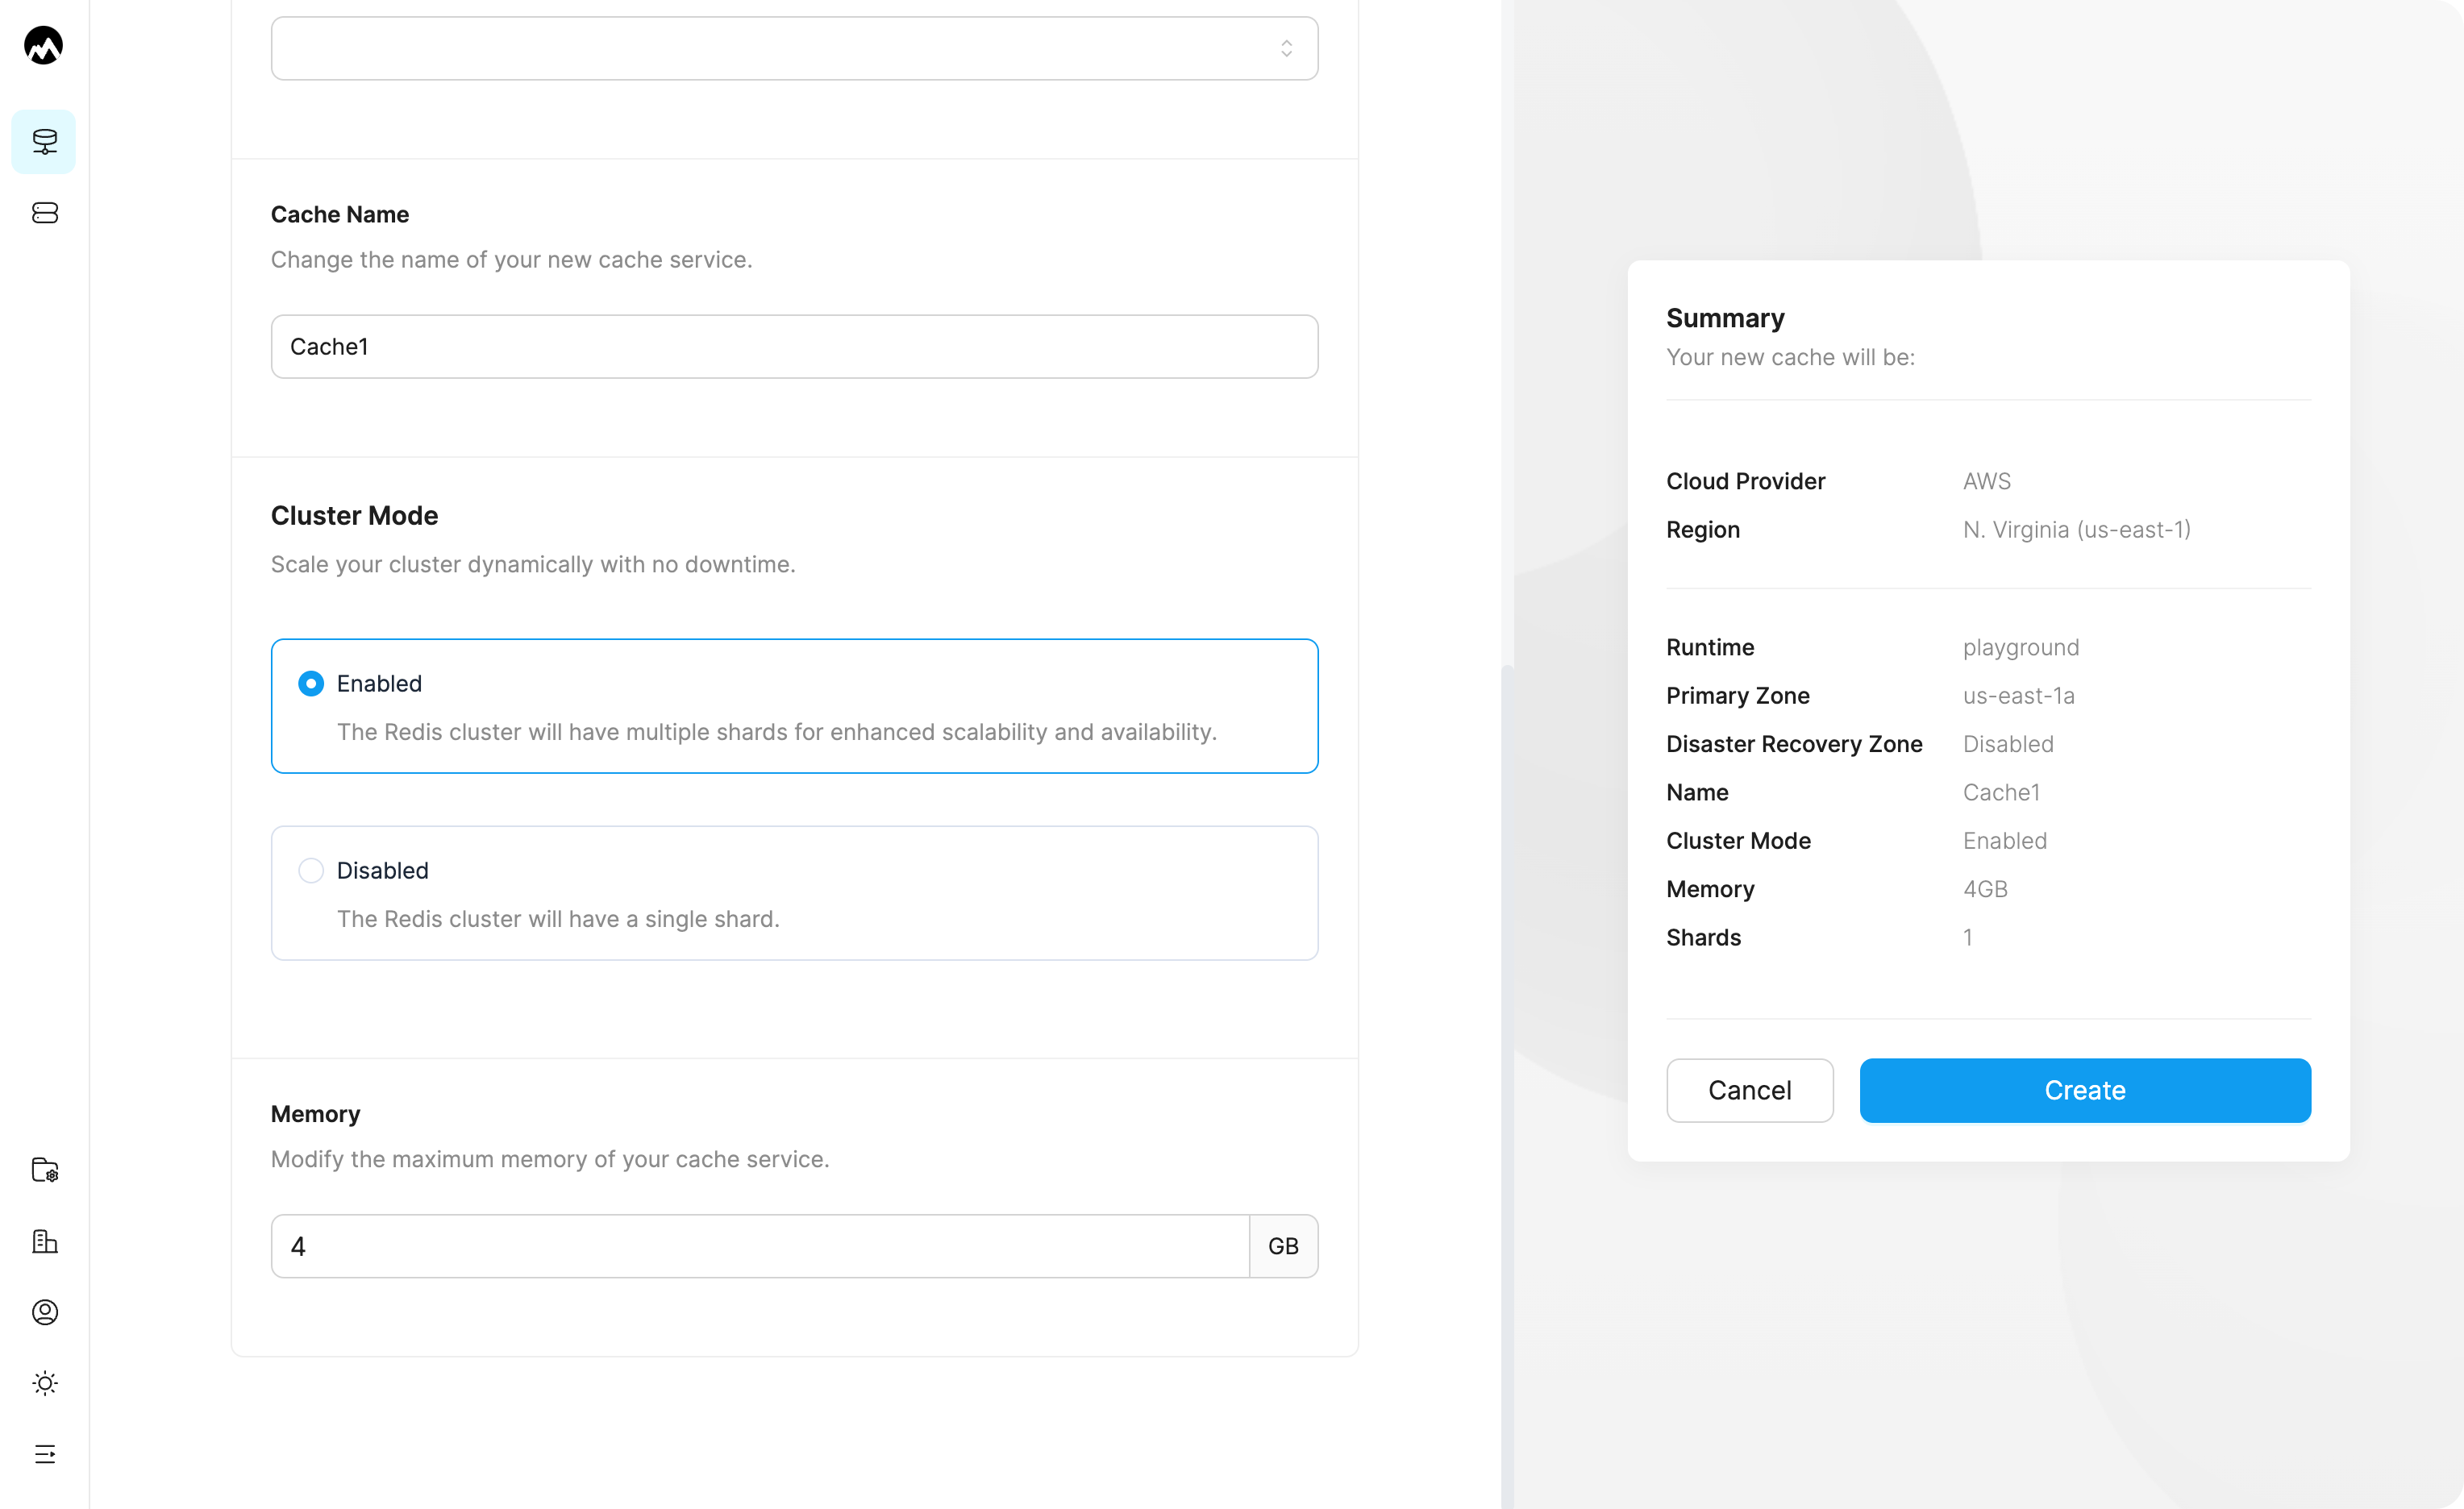 Cache Name
Change the name of your new cache service.
Cache1
Cluster Mode
Scale your cluster dynamically with no downtime.
Enabled
The Redis cluster will have multiple shards for enhanced scalability and availability.
Disabled
The Redis cluster will have a single shard.
Memory
Modify the maximum memory of your cache service.
4 GB
Summary
Your new cache will be:
Cloud Provider AWS
Region N. Virginia (us-east-1)
Runtime playground
Primary Zone us-east-1a
Disaster Recovery Zone Disabled
Name Cache1
Cluster Mode Enabled
Memory 4GB
Shards 1
Cancel Create